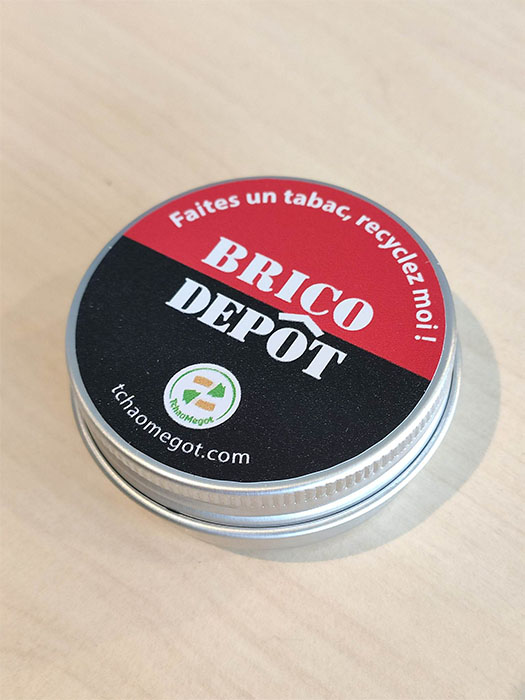 Faites un tabac, recyclez moi !
BRICO
DEPÔT
TchaoMegot
tchaomegot.com